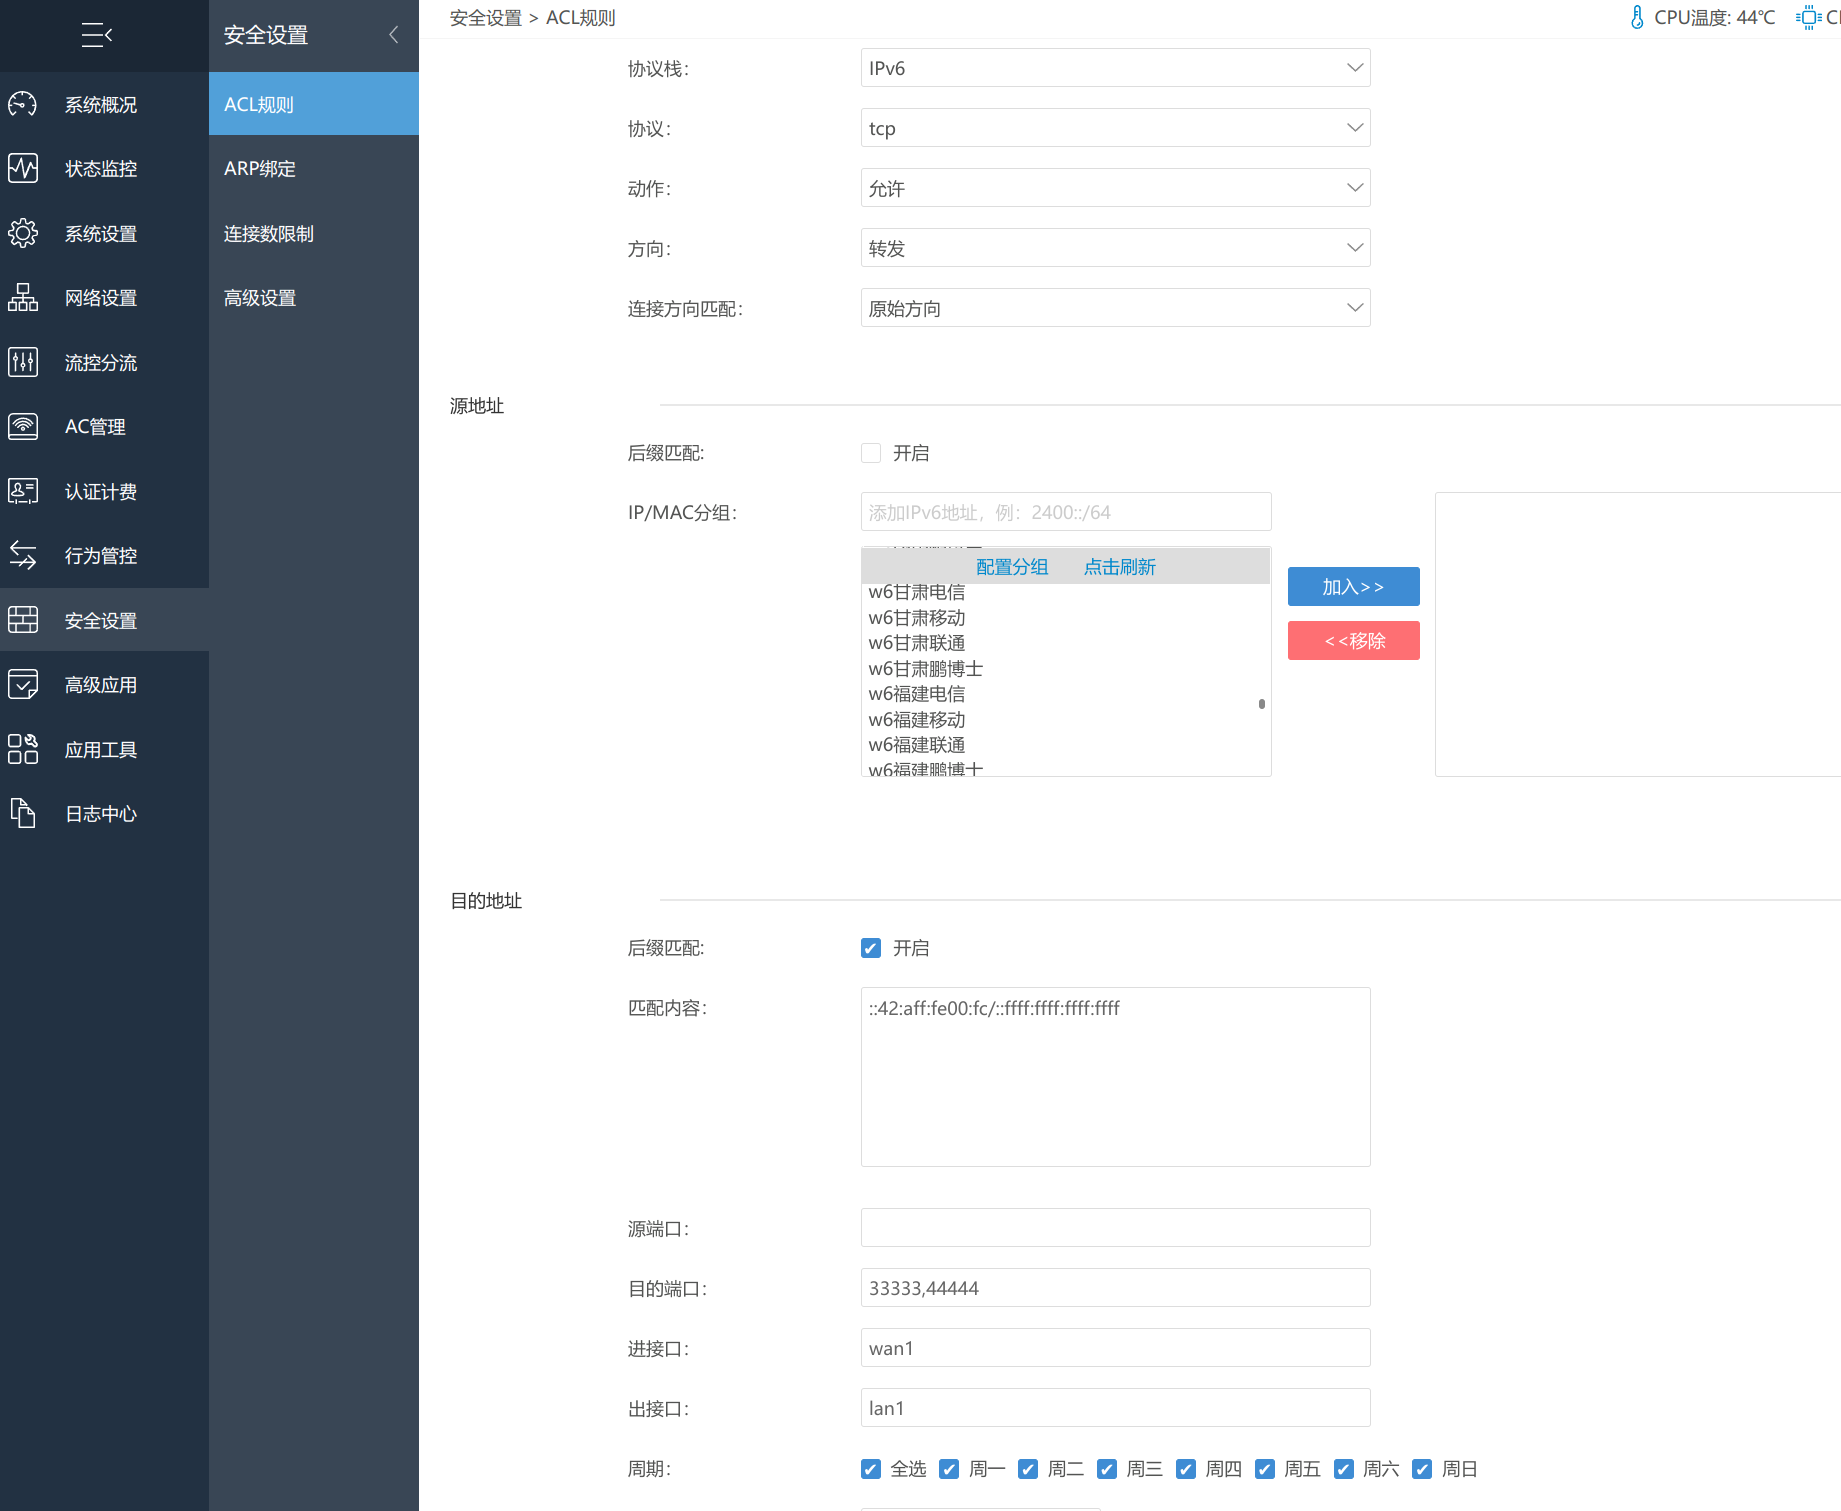 安全设置
系统概况
状态监控
系统设置
网络设置
流控分流
AC管理
认证计费
行为管控
安全设置
高级应用
应用工具
日志中心
ACL规则
ARP绑定
连接数限制
高级设置
安全设置 > ACL规则
CPU温度: 44℃
协议栈: IPv6
协议: tcp
动作: 允许
方向: 转发
连接方向匹配: 原始方向
源地址
后缀匹配: 开启
IP/MAC分组: 添加IPv6地址，例：2400::/64
配置分组 点击刷新
w6甘肃电信
w6甘肃移动
w6甘肃联通
w6甘肃鹏博士
w6福建电信
w6福建移动
w6福建联通
w6福建鹏博士
加入>>
<<移除
目的地址
后缀匹配: 开启
匹配内容: ::42:aff:fe00:fc/::ffff:ffff:ffff:ffff
源端口:
目的端口: 33333,44444
进接口: wan1
出接口: lan1
周期: 全选 周一 周二 周三 周四 周五 周六 周日